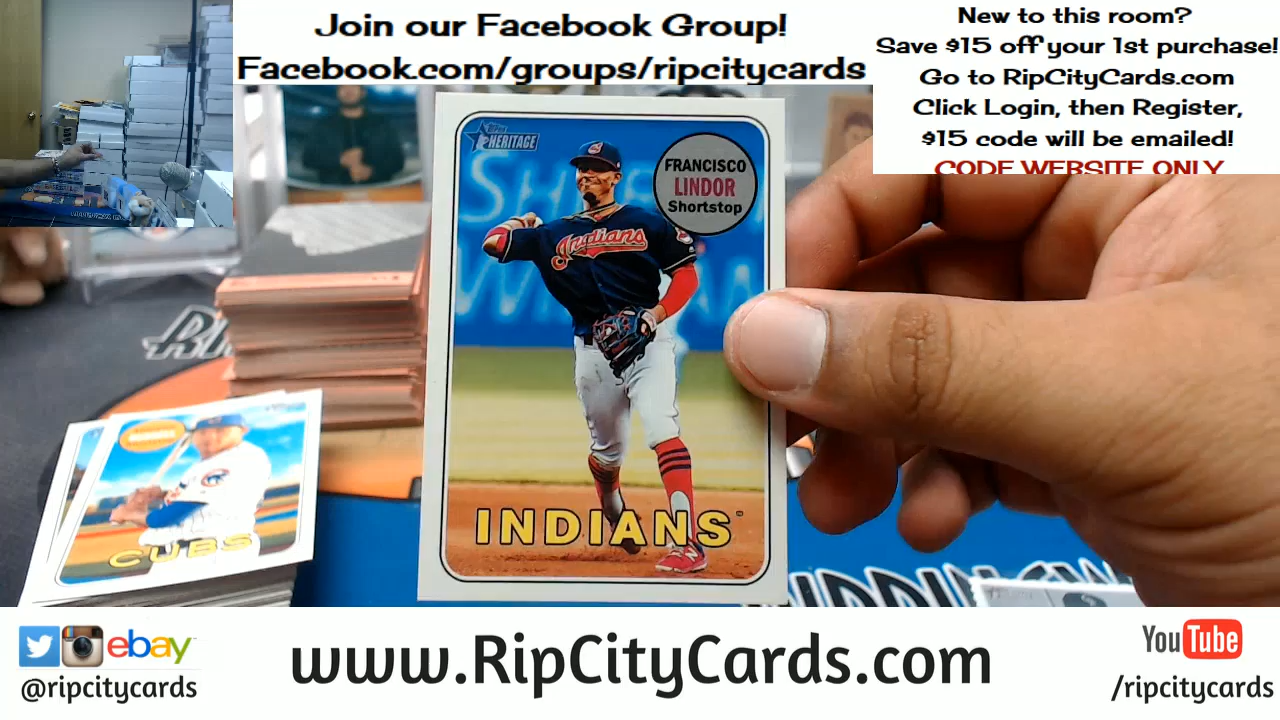 Join our Facebook Group!
Facebook.com/groups/ripcitycards
New to this room?
Save $15 off your 1st purchase!
Go to RipCityCards.com
Click Login, then Register,
$15 code will be emailed!
CODE WEBSITE ONLY
Topps
HERITAGE
FRANCISCO
LINDOR
Shortstop
Indians
INDIANS
CUBS
ebay
@ripcitycards
www.RipCityCards.com
YouTube
/ripcitycards